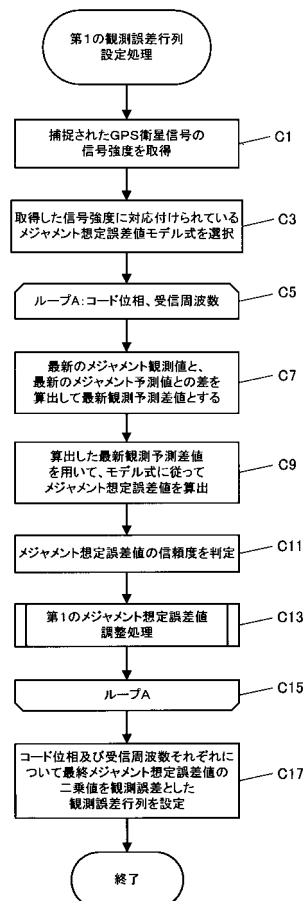 第1の観測誤差行列
設定処理
捕捉されたGPS衛星信号の
信号強度を取得
C1
取得した信号強度に対応付けられている
メジャメント想定誤差値モデル式を選択
C3
ループA:コード位相、受信周波数
C5
最新のメジャメント観測値と、
最新のメジャメント予測値との差を
算出して最新観測予測差値とする
C7
算出した最新観測予測差値
を用いて、モデル式に従って
メジャメント想定誤差値を算出
C9
メジャメント想定誤差値の信頼度を判定
C11
第1のメジャメント想定誤差値
調整処理
C13
ループA
C15
コード位相及び受信周波数それぞれに
ついて最終メジャメント想定誤差値の
二乗値を観測誤差とした
観測誤差行列を設定
C17
終了